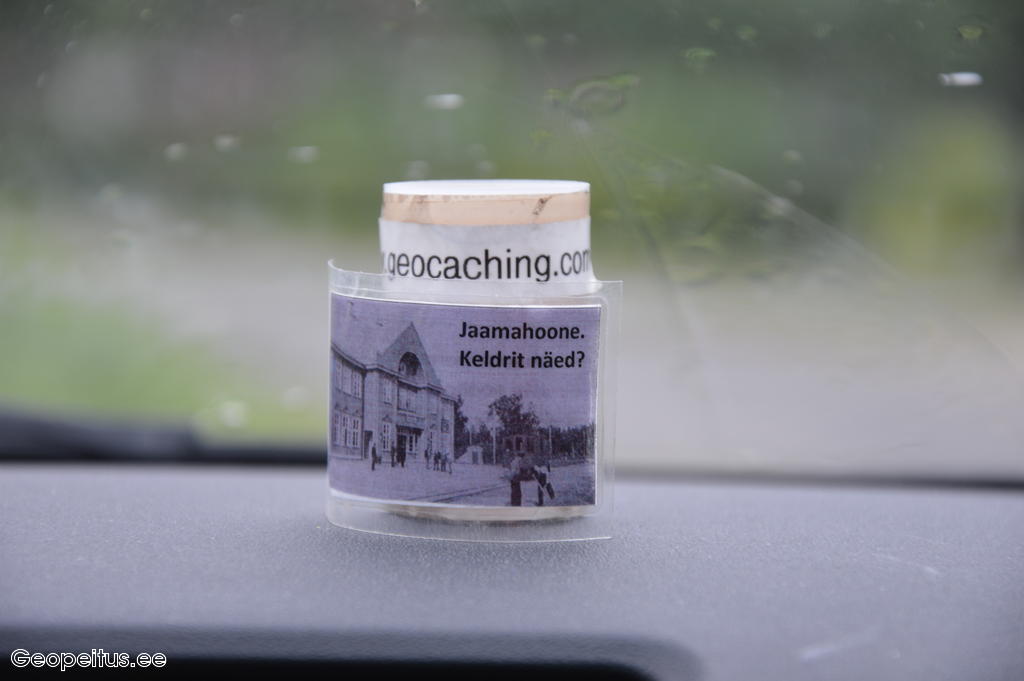 .geocaching.com
Jaamahoone.
Keldrit näed?
Geopeitus.ee